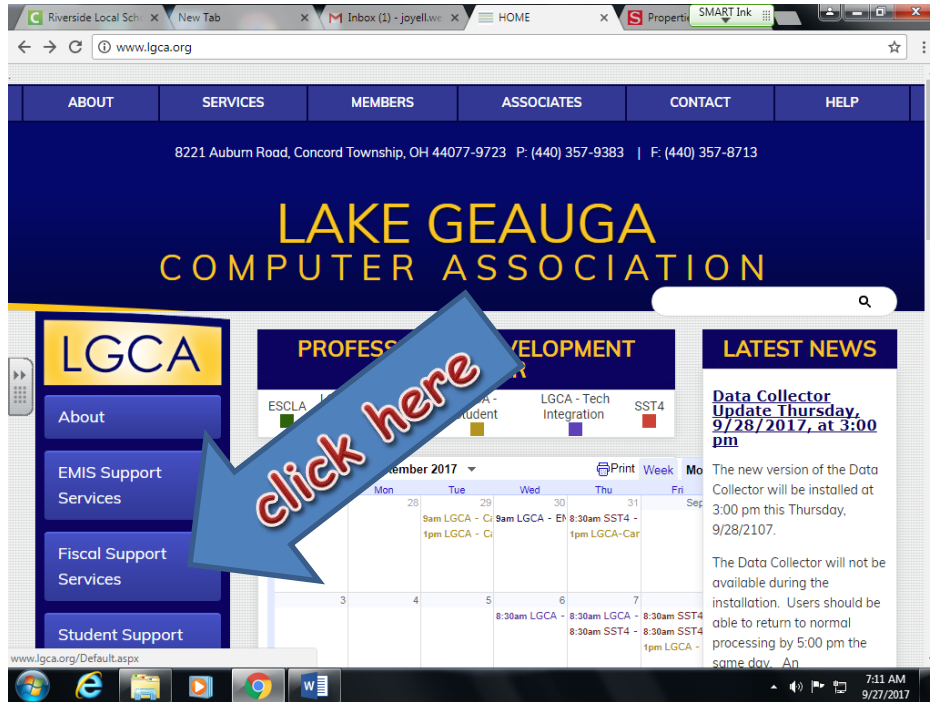 Riverside Local Scho
New Tab
Inbox (1) - joyell.we
HOME
Properti
SMART Ink
www.lgca.org
ABOUT SERVICES MEMBERS ASSOCIATES CONTACT HELP
8221 Auburn Road, Concord Township, OH 44077-9723 P: (440) 357-9383 | F: (440) 357-8713
LAKE GEAUGA
COMPUTER ASSOCIATION
LGCA
About
EMIS Support
Services
Fiscal Support
Services
Student Support
click here
ESCLA
LGCA - Tech
Integration
SST4
2017
Print Week Mo
Mon Tue Wed Thu Fri
28 29 30 31 Sep
9am LGCA - Ca 9am LGCA - EM 8:30am SST4 -
1pm LGCA - Ca 1pm LGCA-Car
3 4 5 6 7
8:30am LGCA - 8:30am LGCA - 8:30am SST4
8:30am SST4 - 8:30am SST4
1pm LGCA -
LATEST NEWS
Data Collector
Update Thursday,
9/28/2017, at 3:00
pm
The new version of the Data
Collector will be installed at
3:00 pm this Thursday,
9/28/2107.
The Data Collector will not be
available during the
installation. Users should be
able to return to normal
processing by 5:00 pm the
same day. An
www.lgca.org/Default.aspx
7:11 AM
9/27/2017